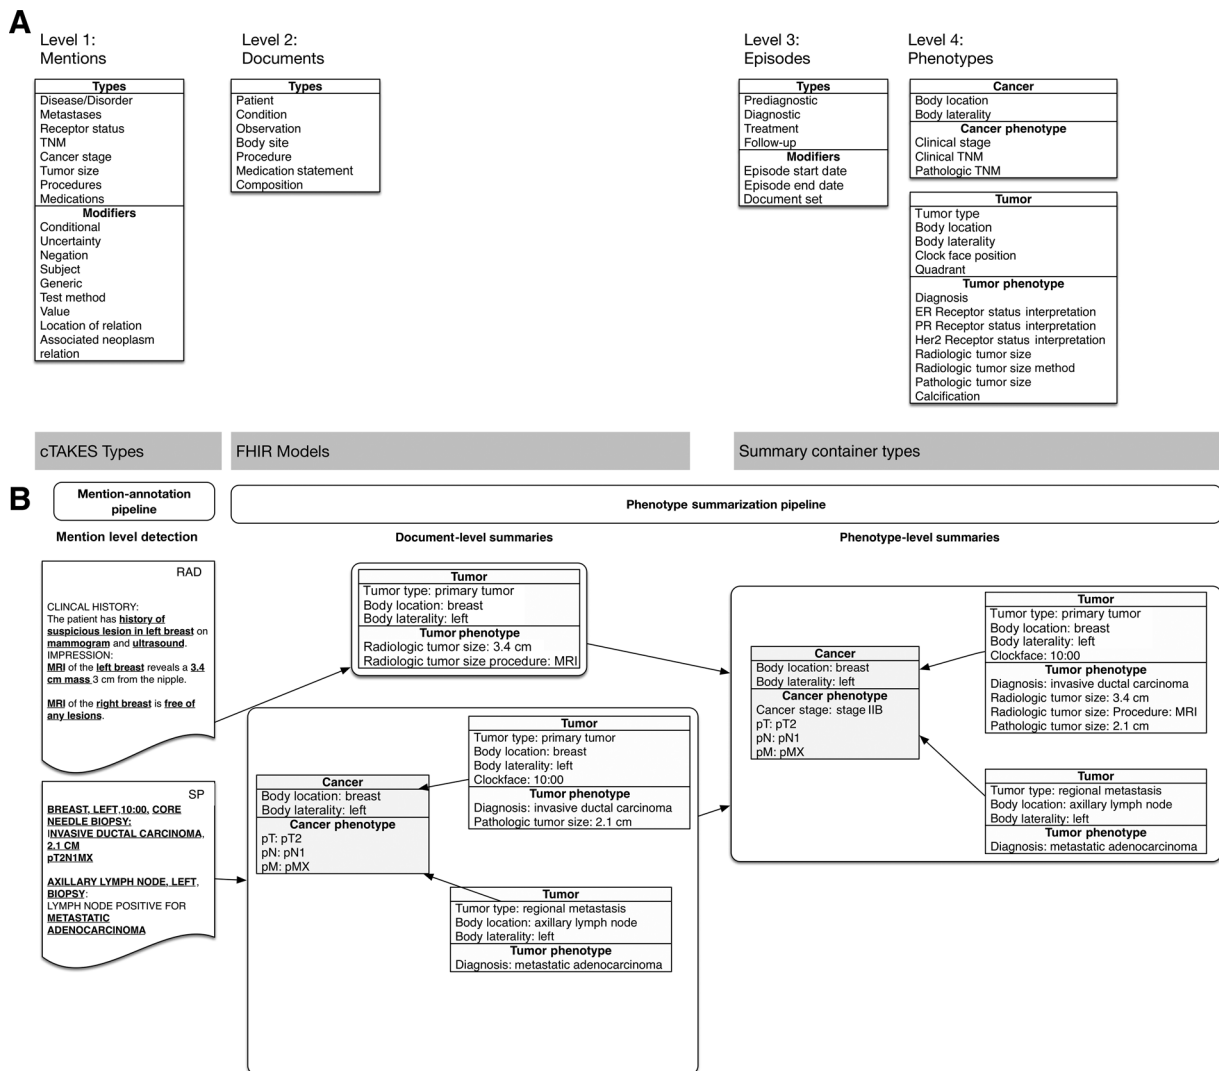 A
Level 1:
Mentions
Types
Disease/Disorder
Metastases
Receptor status
TNM
Cancer stage
Tumor size
Procedures
Medications
Modifiers
Conditional
Uncertainty
Negation
Subject
Generic
Test method
Value
Location of relation
Associated neoplasm
relation
Level 2:
Documents
Types
Patient
Condition
Observation
Body site
Procedure
Medication statement
Composition
Level 3:
Episodes
Types
Prediagnostic
Diagnostic
Treatment
Follow-up
Modifiers
Episode start date
Episode end date
Document set
Level 4:
Phenotypes
Cancer
Body location
Body laterality
Cancer phenotype
Clinical stage
Clinical TNM
Pathologic TNM
Tumor
Tumor type
Body location
Body laterality
Clock face position
Quadrant
Tumor phenotype
Diagnosis
ER Receptor status interpretation
PR Receptor status interpretation
Her2 Receptor status interpretation
Radiologic tumor size
Radiologic tumor size method
Pathologic tumor size
Calcification
cTAKES Types
FHIR Models
Summary container types
B
Mention-annotation
pipeline
Phenotype summarization pipeline
Mention level detection
Document-level summaries
Phenotype-level summaries
RAD
CLINCAL HISTORY:
The patient has history of
suspicious lesion in left breast on
mammogram and ultrasound.
IMPRESSION:
MRI of the left breast reveals a 3.4
cm mass 3 cm from the nipple.
MRI of the right breast is free of
any lesions.
SP
BREAST, LEFT,10:00, CORE
NEEDLE BIOPSY:
INVASIVE DUCTAL CARCINOMA,
2.1 CM
pT2N1MX
AXILLARY LYMPH NODE, LEFT,
BIOPSY:
LYMPH NODE POSITIVE FOR
METASTATIC
ADENOCARCINOMA
Tumor
Tumor type: primary tumor
Body location: breast
Body laterality: left
Tumor phenotype
Radiologic tumor size: 3.4 cm
Radiologic tumor size procedure: MRI
Cancer
Body location: breast
Body laterality: left
Cancer phenotype
pT: pT2
pN: pN1
pM: pMX
Tumor
Tumor type: primary tumor
Body location: breast
Body laterality: left
Clockface: 10:00
Tumor phenotype
Diagnosis: invasive ductal carcinoma
Pathologic tumor size: 2.1 cm
Tumor
Tumor type: regional metastasis
Body location: axillary lymph node
Body laterality: left
Tumor phenotype
Diagnosis: metastatic adenocarcinoma
Cancer
Body location: breast
Body laterality: left
Cancer phenotype
Cancer stage: stage IIB
pT: pT2
pN: pN1
pM: pMX
Tumor
Tumor type: primary tumor
Body location: breast
Body laterality: left
Clockface: 10:00
Tumor phenotype
Diagnosis: invasive ductal carcinoma
Radiologic tumor size: 3.4 cm
Radiologic tumor size: Procedure: MRI
Pathologic tumor size: 2.1 cm
Tumor
Tumor type: regional metastasis
Body location: axillary lymph node
Body laterality: left
Tumor phenotype
Diagnosis: metastatic adenocarcinoma